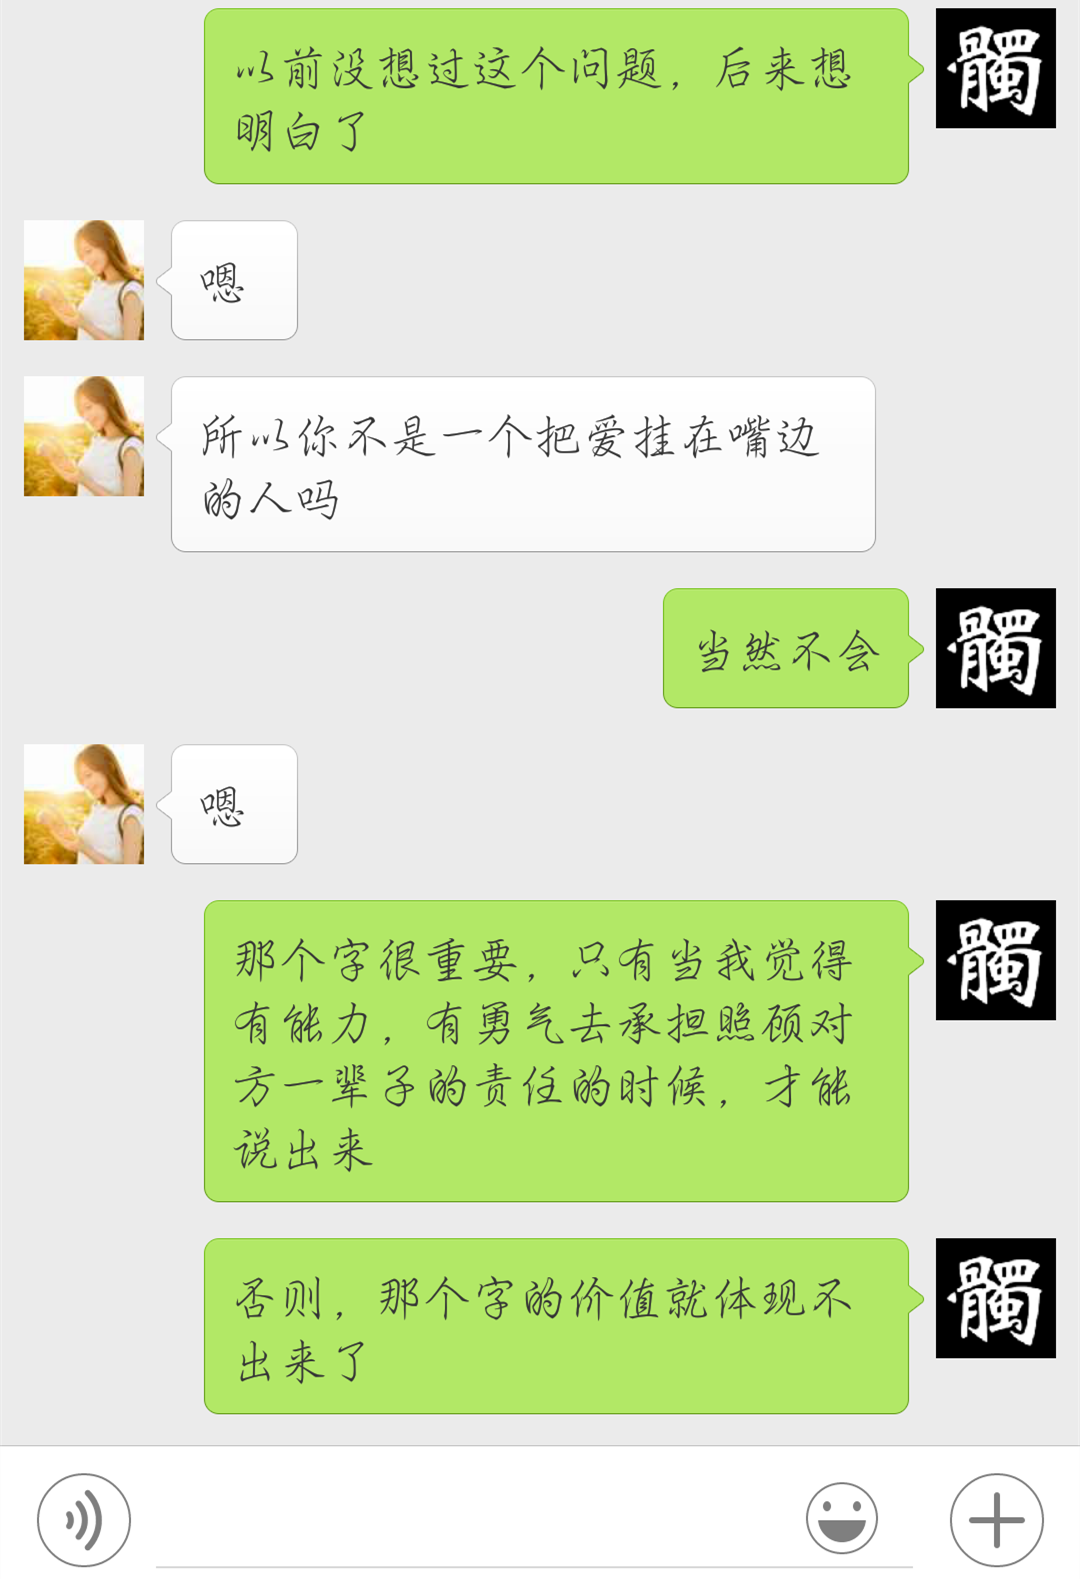 以前没想过这个问题，后来想
明白了
髑
嗯
所以你不是一个把爱挂在嘴边
的人吗
当然不会
髑
嗯
那个字很重要，只有当我觉得
有能力，有勇气去承担照顾对
方一辈子的责任的时候，才能
说出来
髑
否则，那个字的价值就体现不
出来了
髑